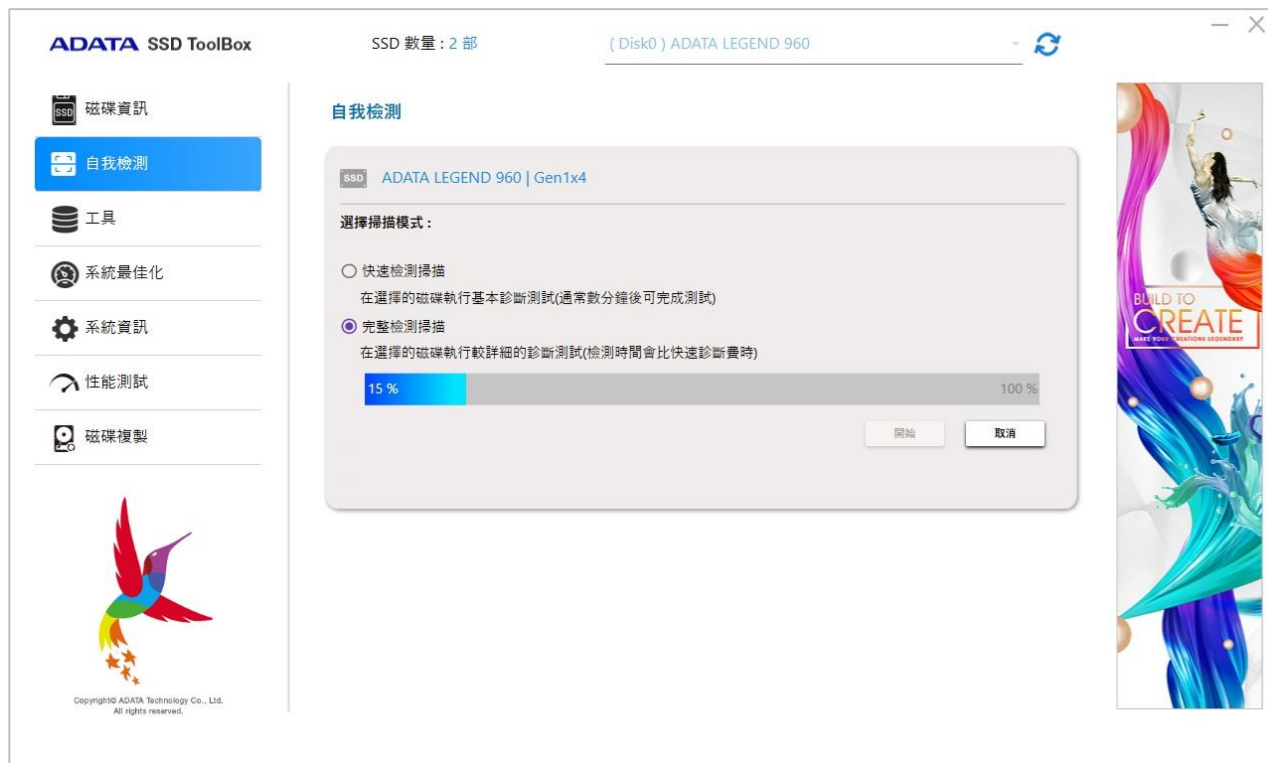 ADATA SSD ToolBox
SSD 數量 : 2 部
( Disk0 ) ADATA LEGEND 960
SSD 磁碟資訊
自我檢測
工具
系統最佳化
系統資訊
性能測試
磁碟複製
Copyright© ADATA Technology Co., Ltd.
All rights reserved.
自我檢測
SSD ADATA LEGEND 960 | Gen1x4
選擇掃描模式 :
快速檢測掃描
在選擇的磁碟執行基本診斷測試(通常數分鐘後可完成測試)
完整檢測掃描
在選擇的磁碟執行較詳細的診斷測試(檢測時間會比快速診斷費時)
15 % 100 %
開始 取消
BUILD TO
CREATE
MAKE YOUR CREATIONS LEGENDARY